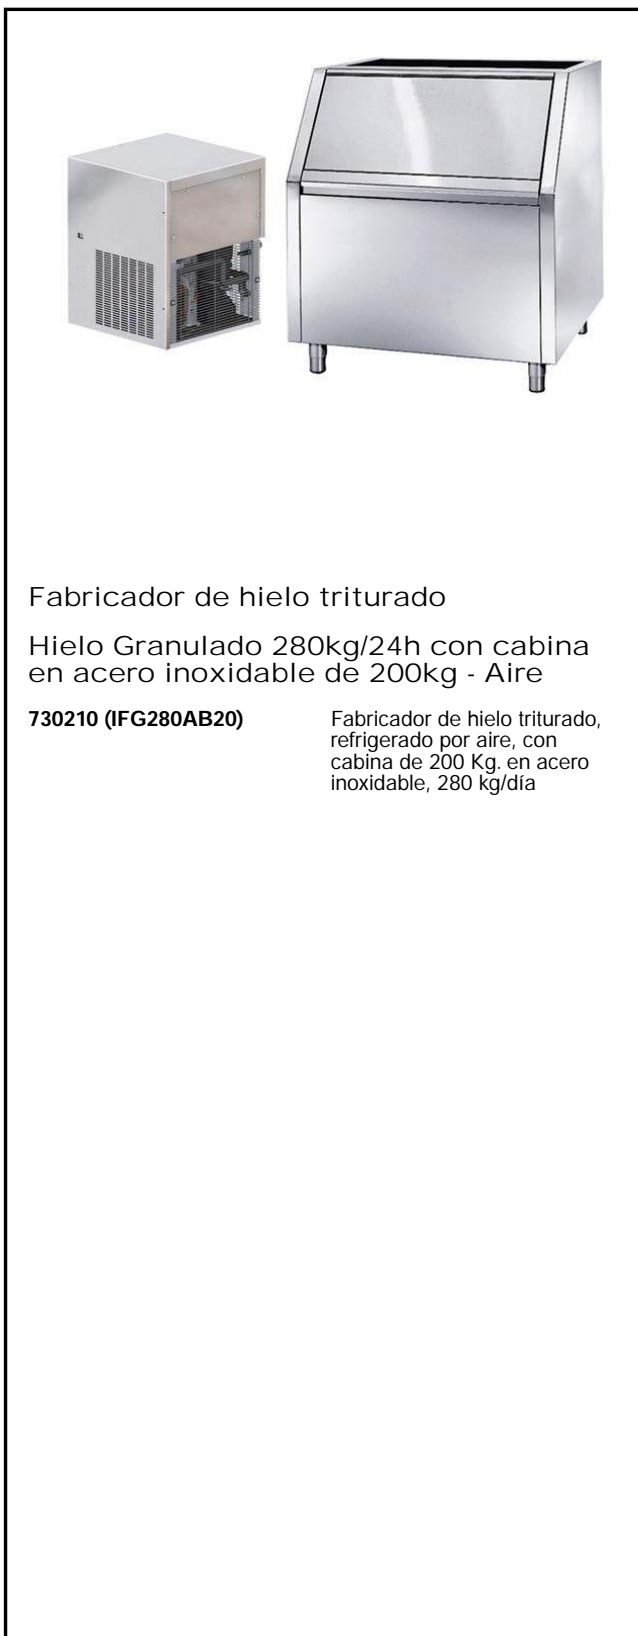 Fabricador de hielo triturado
Hielo Granulado 280kg/24h con cabina
en acero inoxidable de 200kg - Aire
730210 (IFG280AB20)
Fabricador de hielo triturado,
refrigerado por aire, con
cabina de 200 Kg. en acero
inoxidable, 280 kg/día